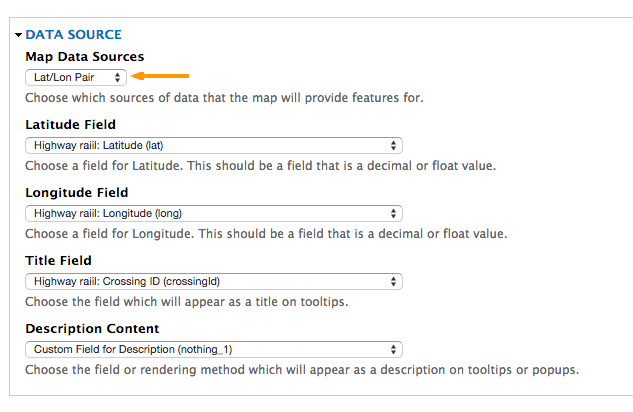 DATA SOURCE
Map Data Sources
Lat/Lon Pair
Choose which sources of data that the map will provide features for.
Latitude Field
Highway raiil: Latitude (lat)
Choose a field for Latitude. This should be a field that is a decimal or float value.
Longitude Field
Highway raiil: Longitude (long)
Choose a field for Longitude. This should be a field that is a decimal or float value.
Title Field
Highway raiil: Crossing ID (crossingId)
Choose the field which will appear as a title on tooltips.
Description Content
Custom Field for Description (nothing_1)
Choose the field or rendering method which will appear as a description on tooltips or popups.